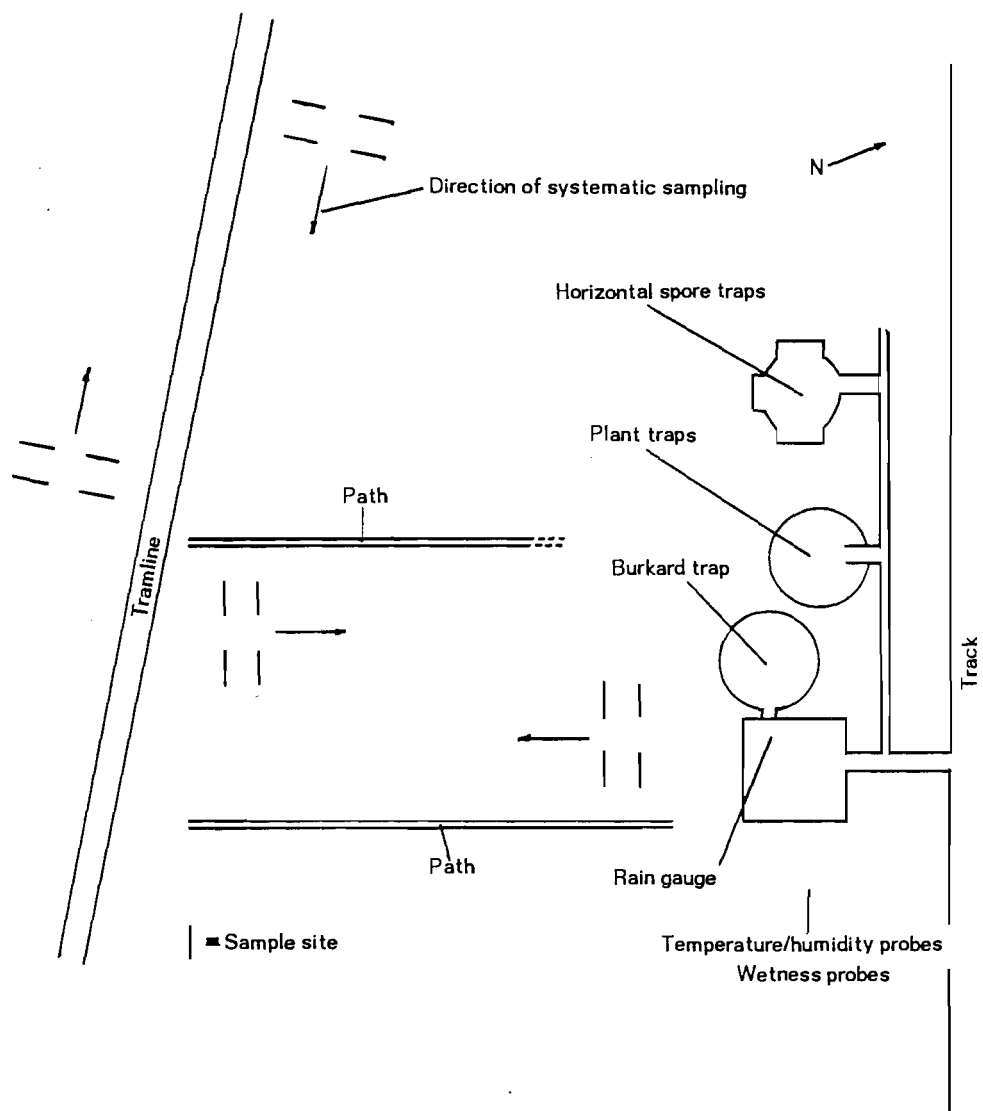 N
Direction of systematic sampling
Horizontal spore traps
Plant traps
Path
Burkard trap
Tramline
Track
Path
Rain gauge
= Sample site
Temperature/humidity probes
Wetness probes